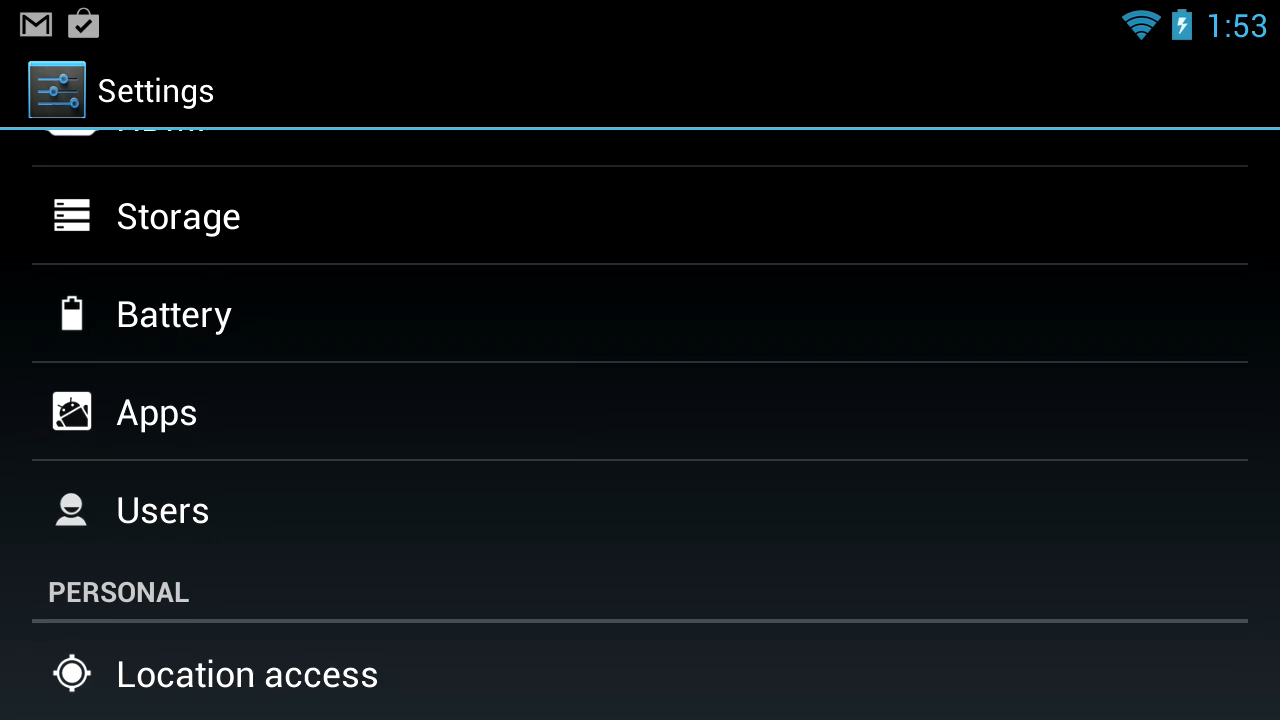 1:53
Settings
Storage
Battery
Apps
Users
PERSONAL
Location access